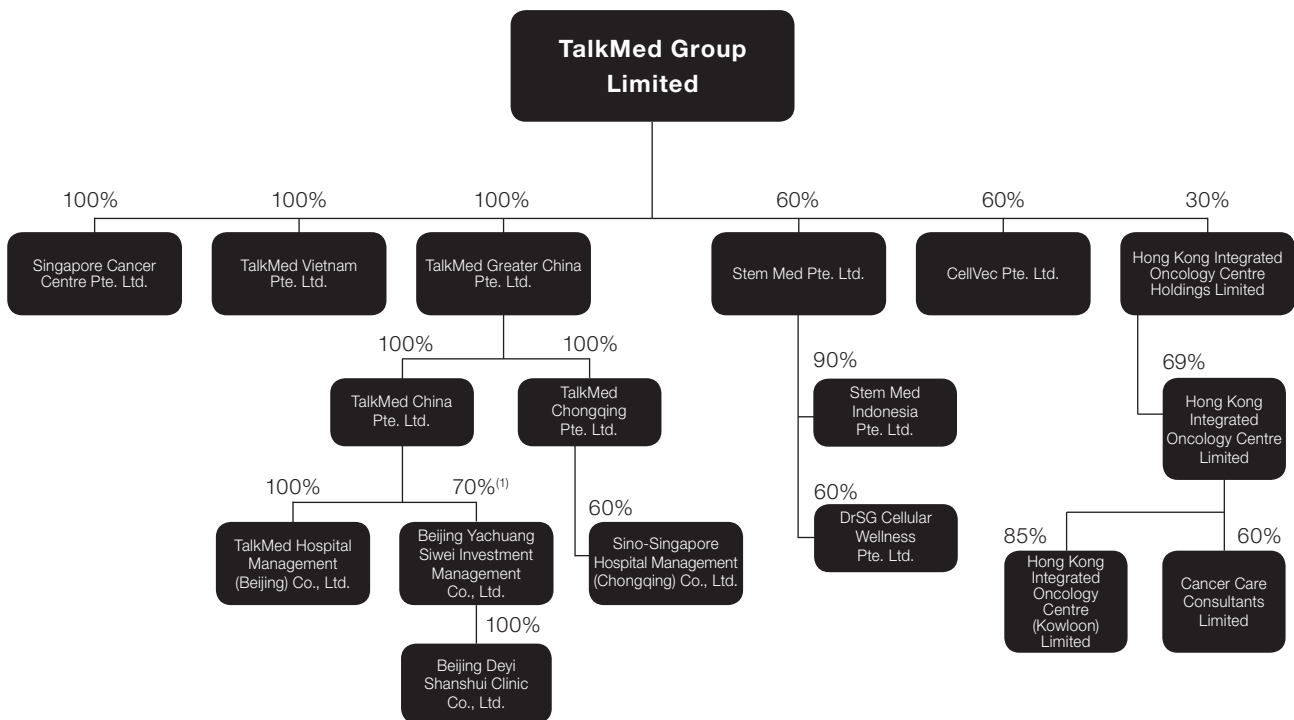 TalkMed Group
Limited
100%
100%
100%
60%
60%
30%
Singapore Cancer
Centre Pte. Ltd.
TalkMed Vietnam
Pte. Ltd.
TalkMed Greater China
Pte. Ltd.
Stem Med Pte. Ltd.
CellVec Pte. Ltd.
Hong Kong Integrated
Oncology Centre
Holdings Limited
100%
100%
90%
69%
TalkMed China
Pte. Ltd.
TalkMed
Chongqing
Pte. Ltd.
Stem Med
Indonesia
Pte. Ltd.
Hong Kong
Integrated
Oncology Centre
Limited
100%
70%(1)
60%
60%
85%
60%
TalkMed Hospital
Management
(Beijing) Co., Ltd.
Beijing Yachuang
Siwei Investment
Management
Co., Ltd.
Sino-Singapore
Hospital Management
(Chongqing) Co., Ltd.
DrSG Cellular
Wellness
Pte. Ltd.
Hong Kong
Integrated
Oncology
Centre
(Kowloon)
Limited
Cancer Care
Consultants
Limited
100%
Beijing Deyi
Shanshui Clinic
Co., Ltd.